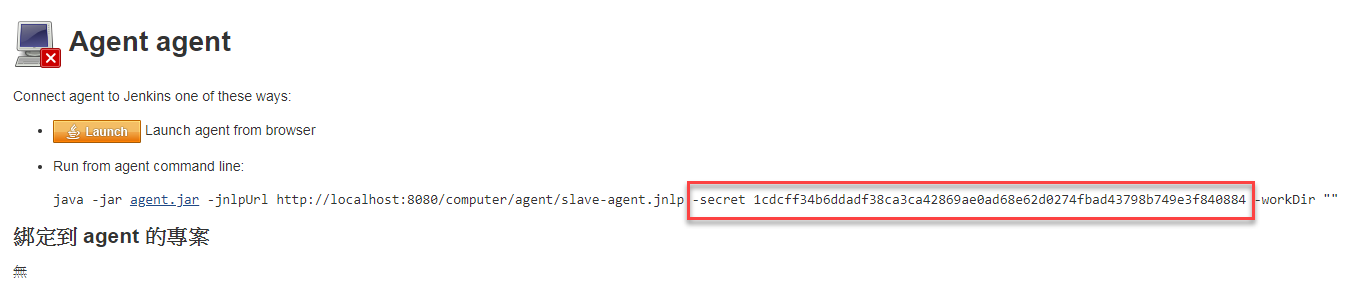 Agent agent
Connect agent to Jenkins one of these ways:
Launch Launch agent from browser
Run from agent command line:
java -jar agent.jar -jnlpUrl http://localhost:8080/computer/agent/slave-agent.jnlp -secret 1cdcff34b6ddadf38ca3ca42869ae0ad68e62d0274fbad43798b749e3f840884 -workDir ""
綁定到 agent 的專案
無